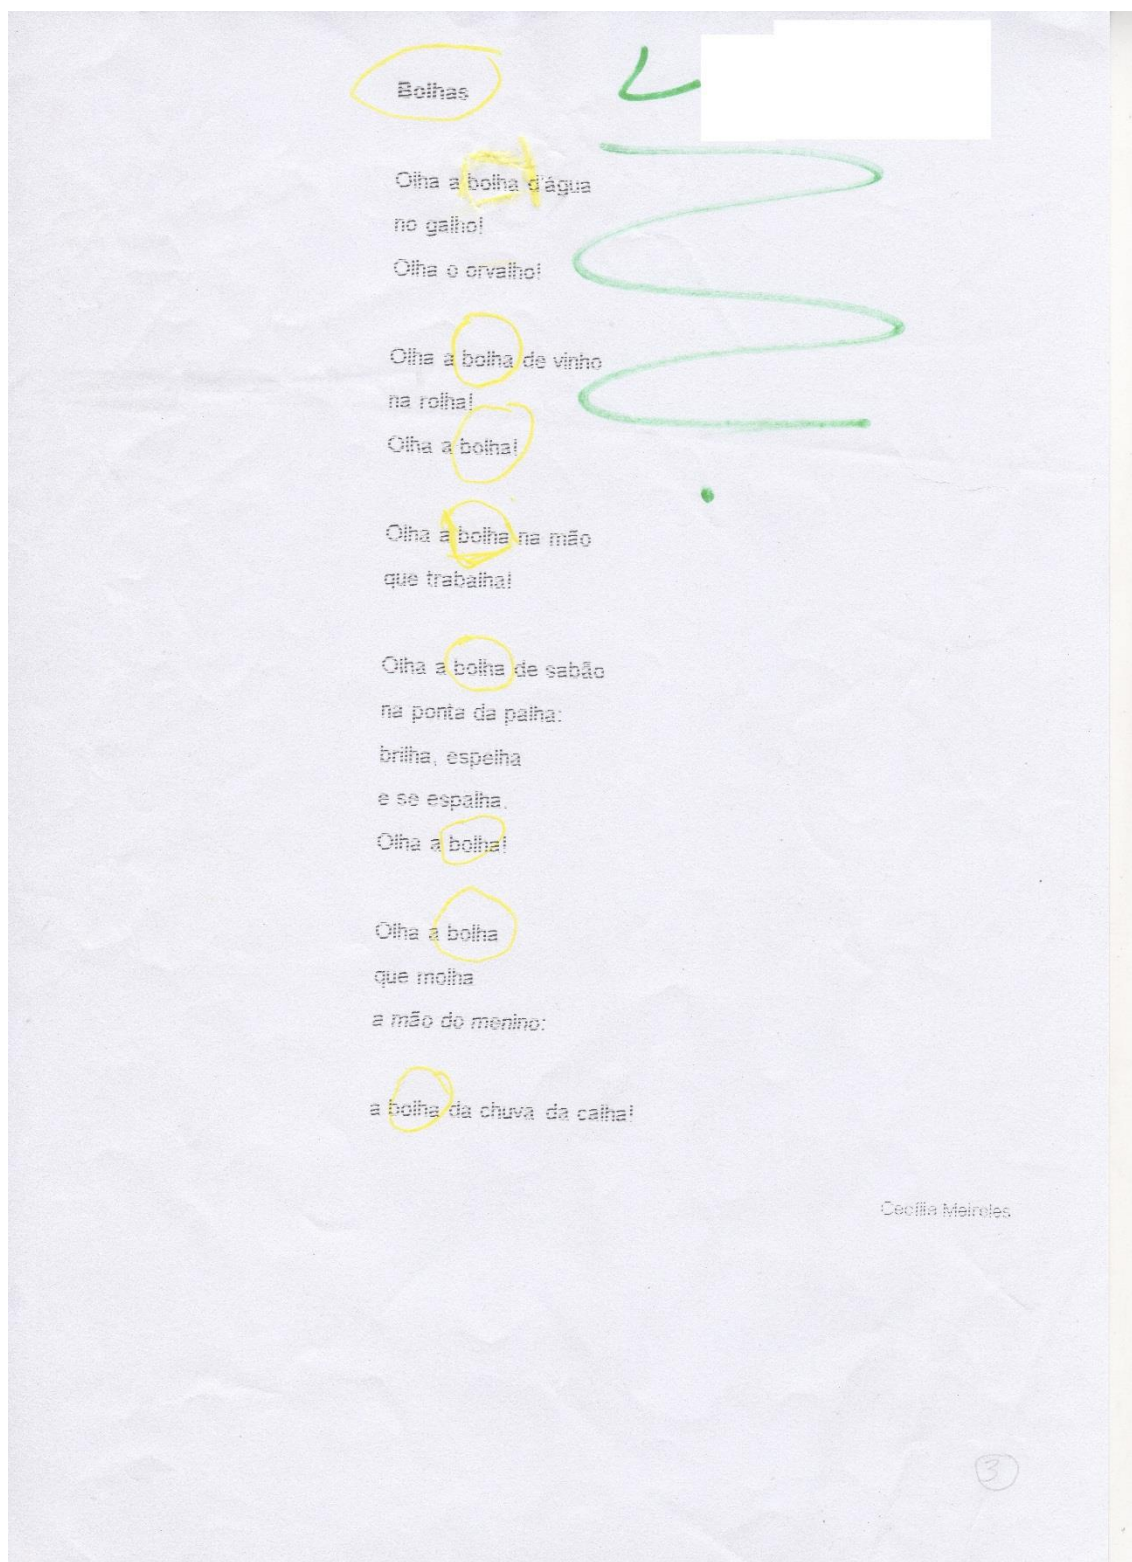 Bolhas
Olha a bolha d'água
no galho!
Olha o orvalho!
Olha a bolha de vinho
na rolha!
Olha a bolha!
Olha a bolha na mão
que trabalha!
Olha a bolha de sabão
na ponta da palha:
brilha, espelha
e se espalha.
Olha a bolha!
Olha a bolha
que molha
a mão do menino:
a bolha da chuva da calha!
Cecília Meireles
3